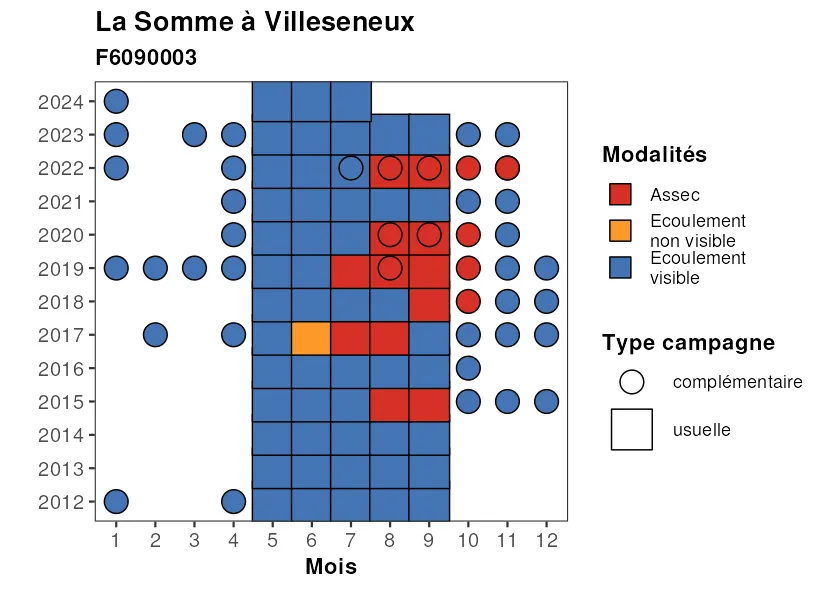 La Somme à Villeseneux
F6090003
2024
2023
2022
2021
2020
2019
2018
2017
2016
2015
2014
2013
2012
1 2 3 4 5 6 7 8 9 10 11 12
Mois
Modalités
Assec
Ecoulement
non visible
Ecoulement
visible
Type campagne
complémentaire
usuelle